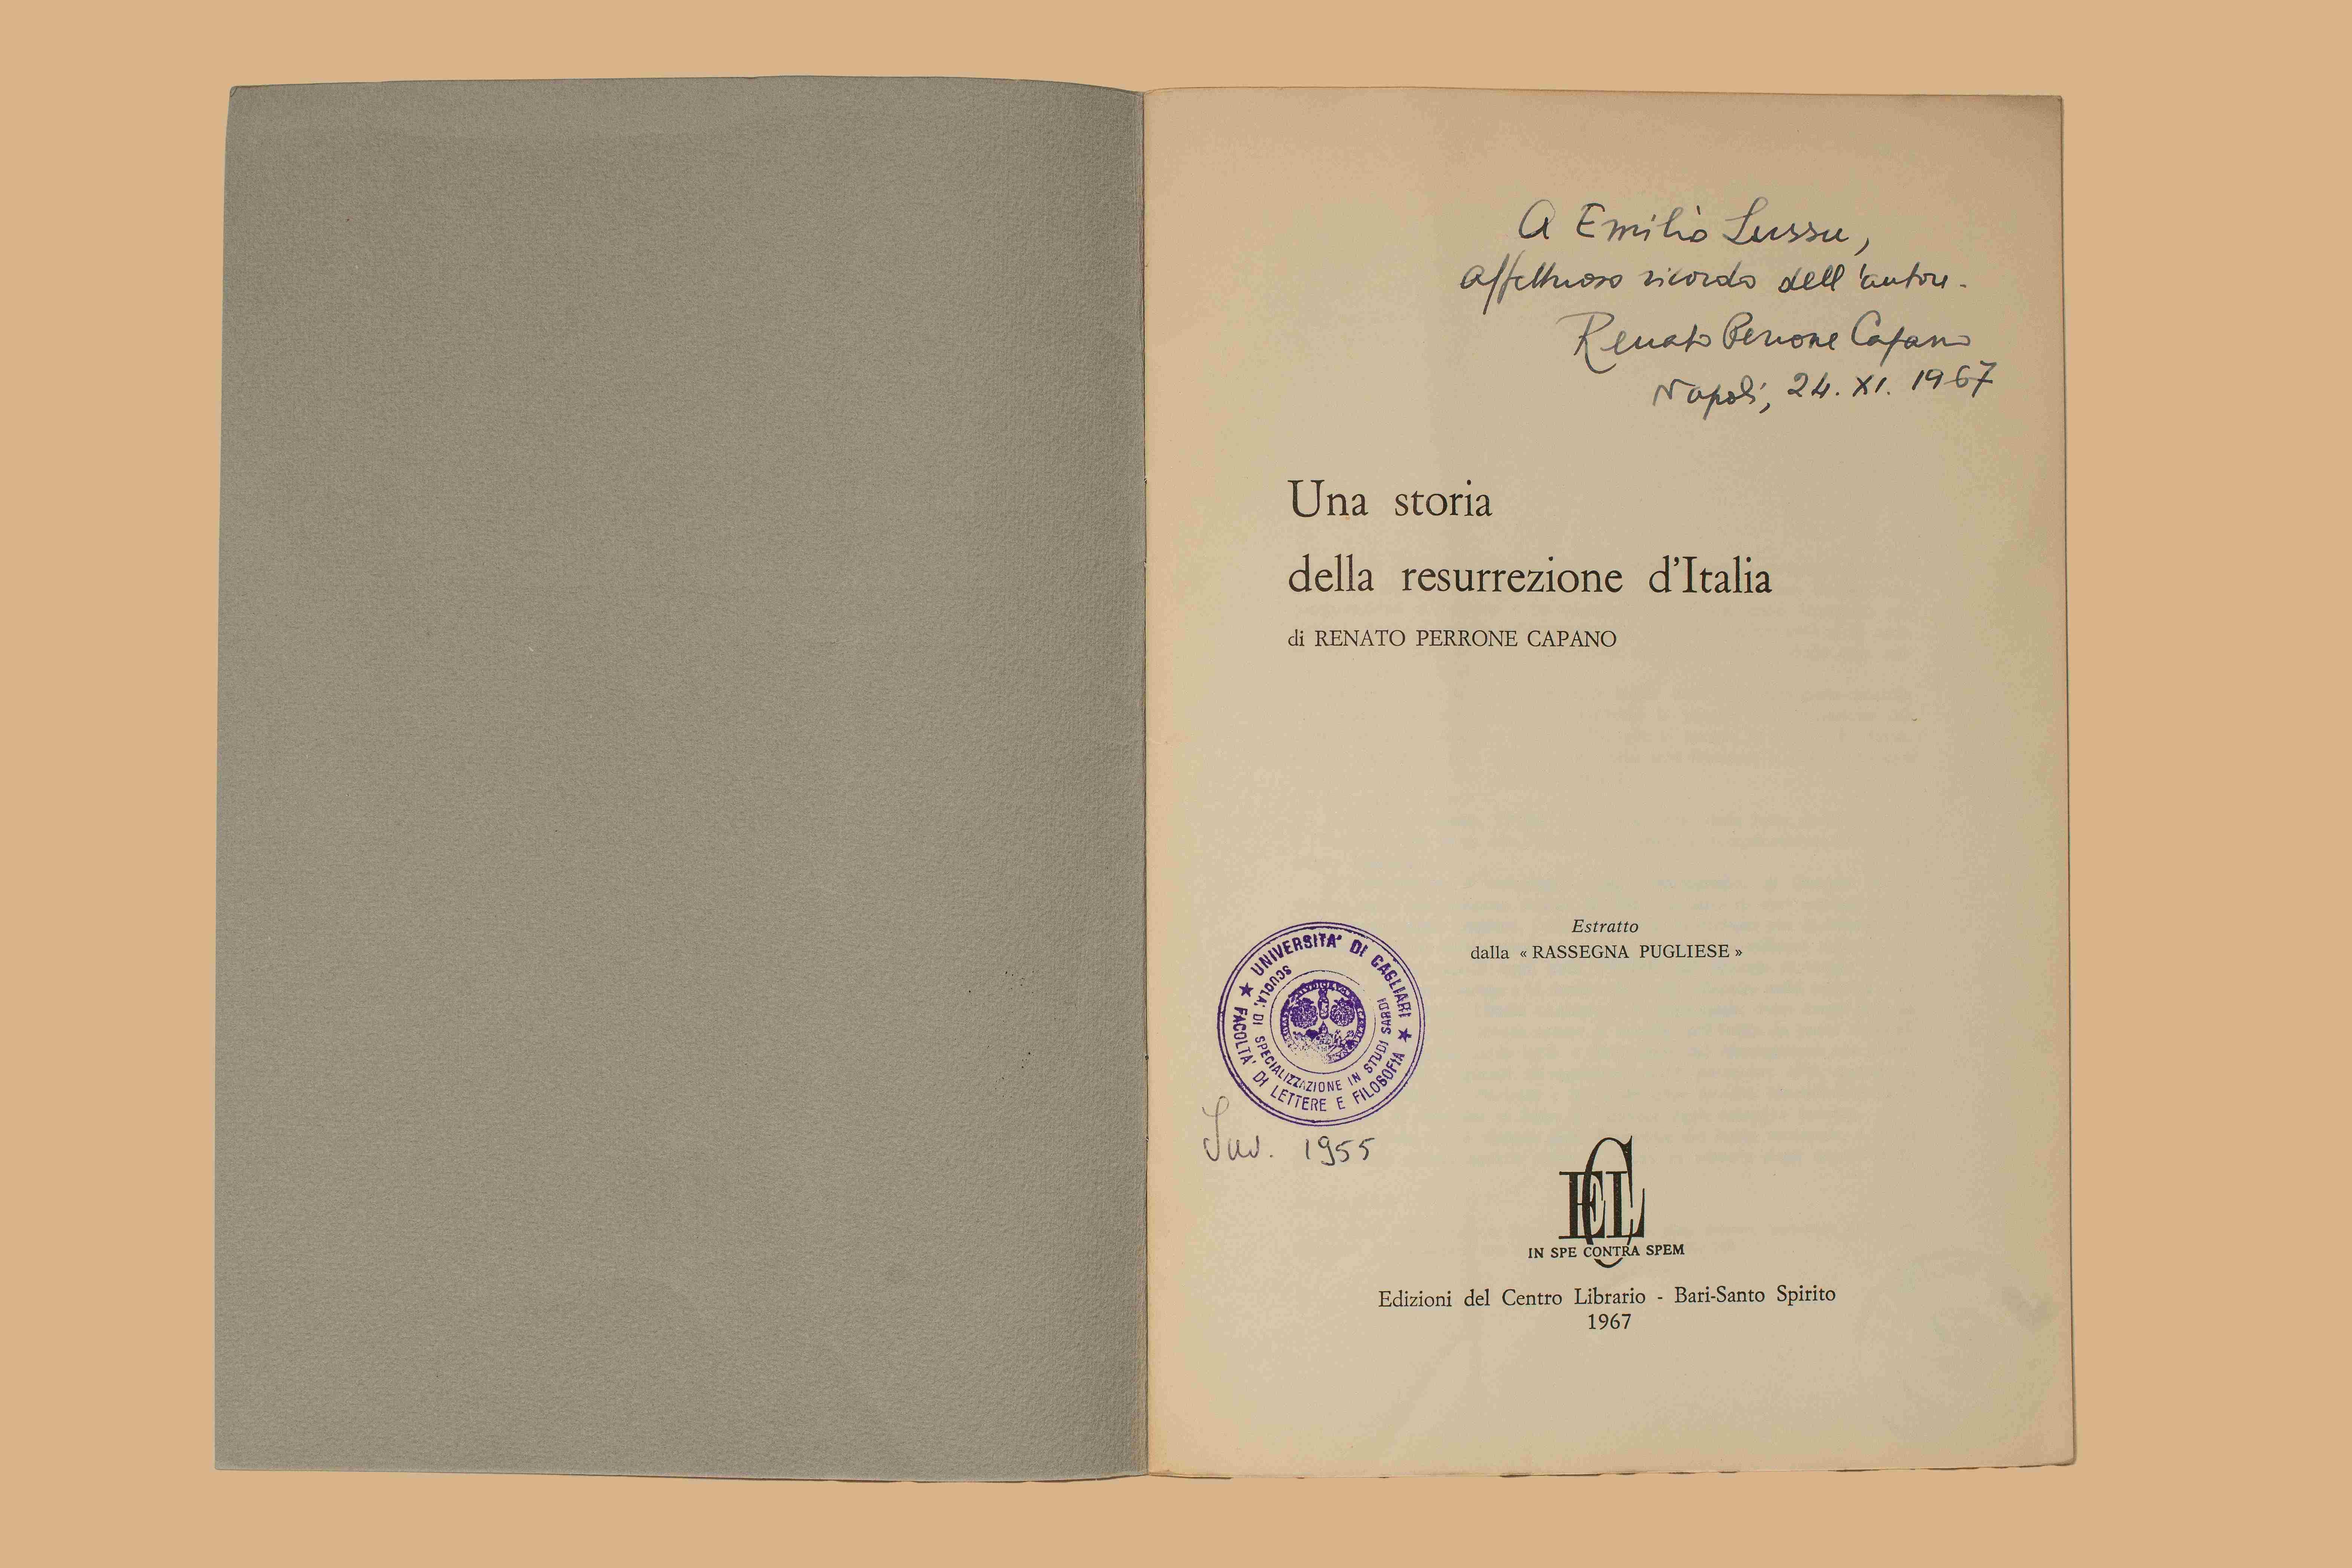 A Emilio Lussu,
affettuoso ricordo dell'autore.
Renato Perrone Capano
Napoli, 24. XI. 1967
Una storia
della resurrezione d'Italia
di RENATO PERRONE CAPANO
Estratto
dalla « RASSEGNA PUGLIESE »
★ UNIVERSITA' DI CAGLIARI ★
FACOLTA' DI LETTERE E FILOSOFIA
SCUOLA' DI SPECIALIZZAZIONE IN STUDI SARDI
Inv. 1955
ECL
IN SPE CONTRA SPEM
Edizioni del Centro Librario - Bari-Santo Spirito
1967